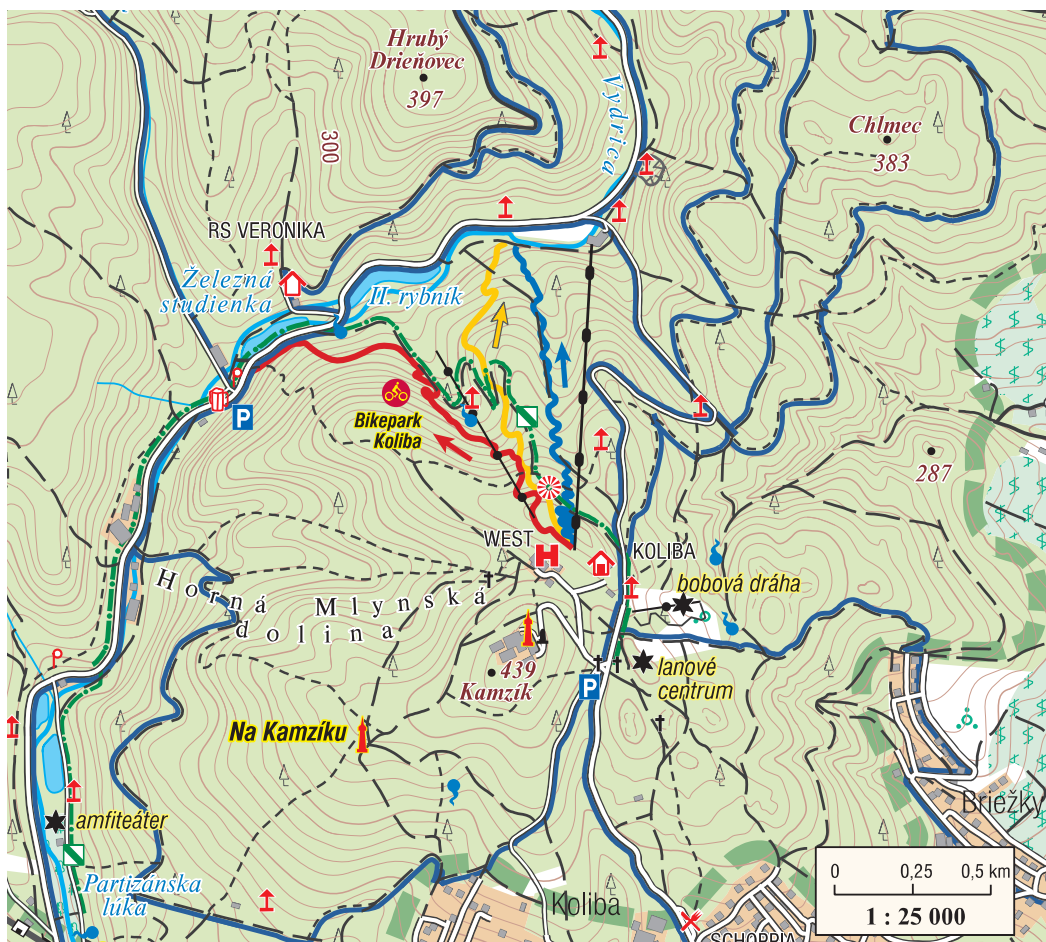 Hrubý
Drieňovec
397
Vydrica
Chlmec
383
300
RS VERONIKA
Železná
studienka
II. rybník
P
Bikepark
Koliba
287
WEST
H
KOLIBA
bobová dráha
Horná Mlynská
dolina
439
Kamzík
lanové
centrum
P
Na Kamzíku
amfiteáter
Partizánska
lúka
Briežky
Koliba
0 0,25 0,5 km
1 : 25 000